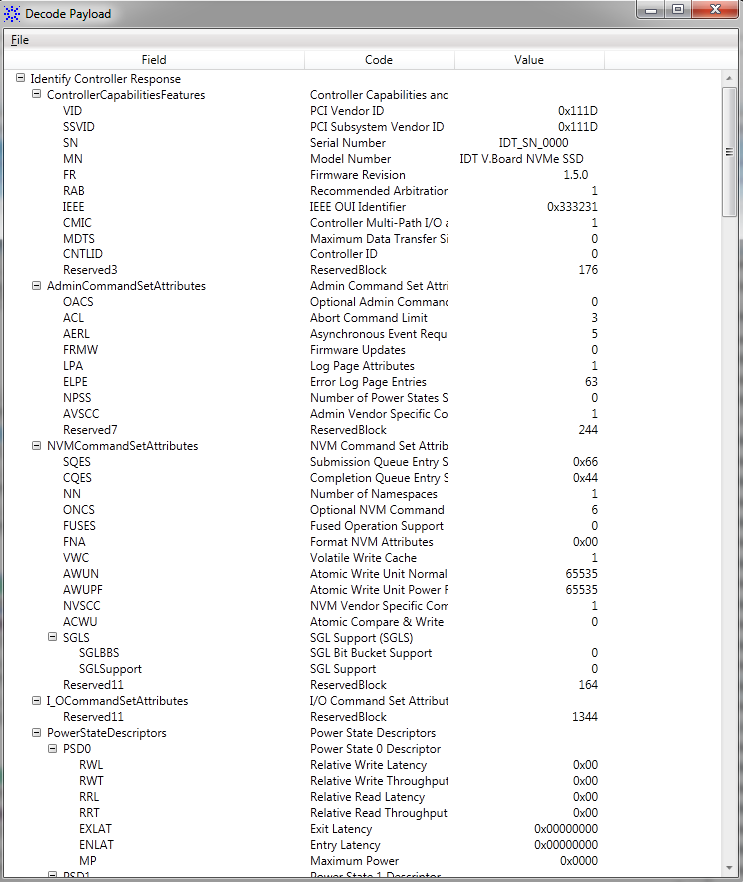 Decode Payload
File
Field Code Value
Identify Controller Response
ControllerCapabilitiesFeatures Controller Capabilities and
VID PCI Vendor ID 0x111D
SSVID PCI Subsystem Vendor ID 0x111D
SN Serial Number IDT_SN_0000
MN Model Number IDT V.Board NVMe SSD
FR Firmware Revision 1.5.0
RAB Recommended Arbitration 1
IEEE IEEE OUI Identifier 0x333231
CMIC Controller Multi-Path I/O a 1
MDTS Maximum Data Transfer Si 0
CNTLID Controller ID 0
Reserved3 ReservedBlock 176
AdminCommandSetAttributes Admin Command Set Attri
OACS Optional Admin Command 0
ACL Abort Command Limit 3
AERL Asynchronous Event Requ 5
FRMW Firmware Updates 0
LPA Log Page Attributes 1
ELPE Error Log Page Entries 63
NPSS Number of Power States S 0
AVSCC Admin Vendor Specific Co 1
Reserved7 ReservedBlock 244
NVMCommandSetAttributes NVM Command Set Attrib
SQES Submission Queue Entry S 0x66
CQES Completion Queue Entry S 0x44
NN Number of Namespaces 1
ONCS Optional NVM Command 6
FUSES Fused Operation Support 0
FNA Format NVM Attributes 0x00
VWC Volatile Write Cache 1
AWUN Atomic Write Unit Normal 65535
AWUPF Atomic Write Unit Power F 65535
NVSCC NVM Vendor Specific Com 1
ACWU Atomic Compare & Write 0
SGLS SGL Support (SGLS)
SGLBBS SGL Bit Bucket Support 0
SGLSupport SGL Support 0
Reserved11 ReservedBlock 164
I_OCommandSetAttributes I/O Command Set Attribut
Reserved11 ReservedBlock 1344
PowerStateDescriptors Power State Descriptors
PSD0 Power State 0 Descriptor
RWL Relative Write Latency 0x00
RWT Relative Write Throughput 0x00
RRL Relative Read Latency 0x00
RRT Relative Read Throughput 0x00
EXLAT Exit Latency 0x00000000
ENLAT Entry Latency 0x00000000
MP Maximum Power 0x0000
PSD1 Power State 1 Descriptor